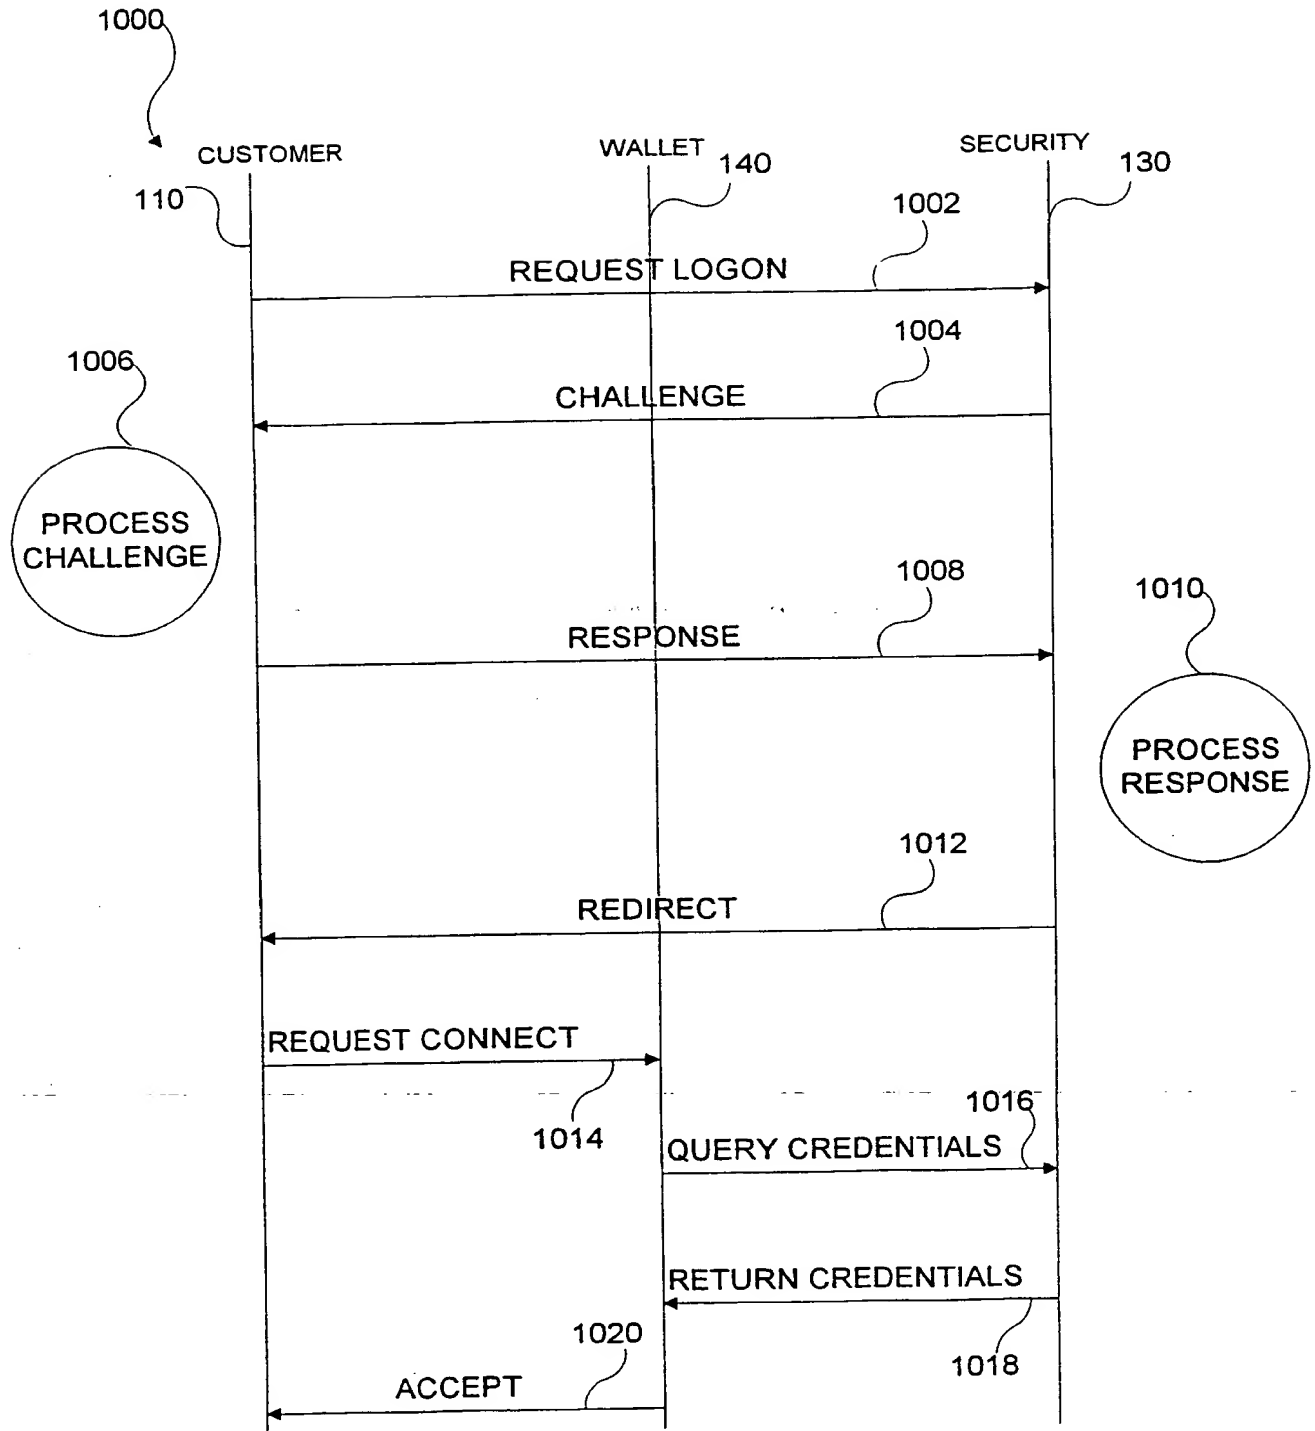 1000
CUSTOMER
WALLET
SECURITY
110
140
130
1002
REQUEST LOGON
1004
1006
CHALLENGE
PROCESS
CHALLENGE
1008
1010
RESPONSE
PROCESS
RESPONSE
1012
REDIRECT
REQUEST CONNECT
1014
1016
QUERY CREDENTIALS
RETURN CREDENTIALS
1018
1020
ACCEPT